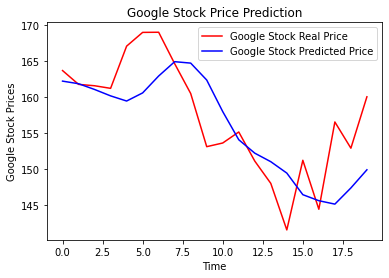 Google Stock Price Prediction
Google Stock Real Price
Google Stock Predicted Price
Google Stock Prices
170
165
160
155
150
145
0.0 2.5 5.0 7.5 10.0 12.5 15.0 17.5
Time